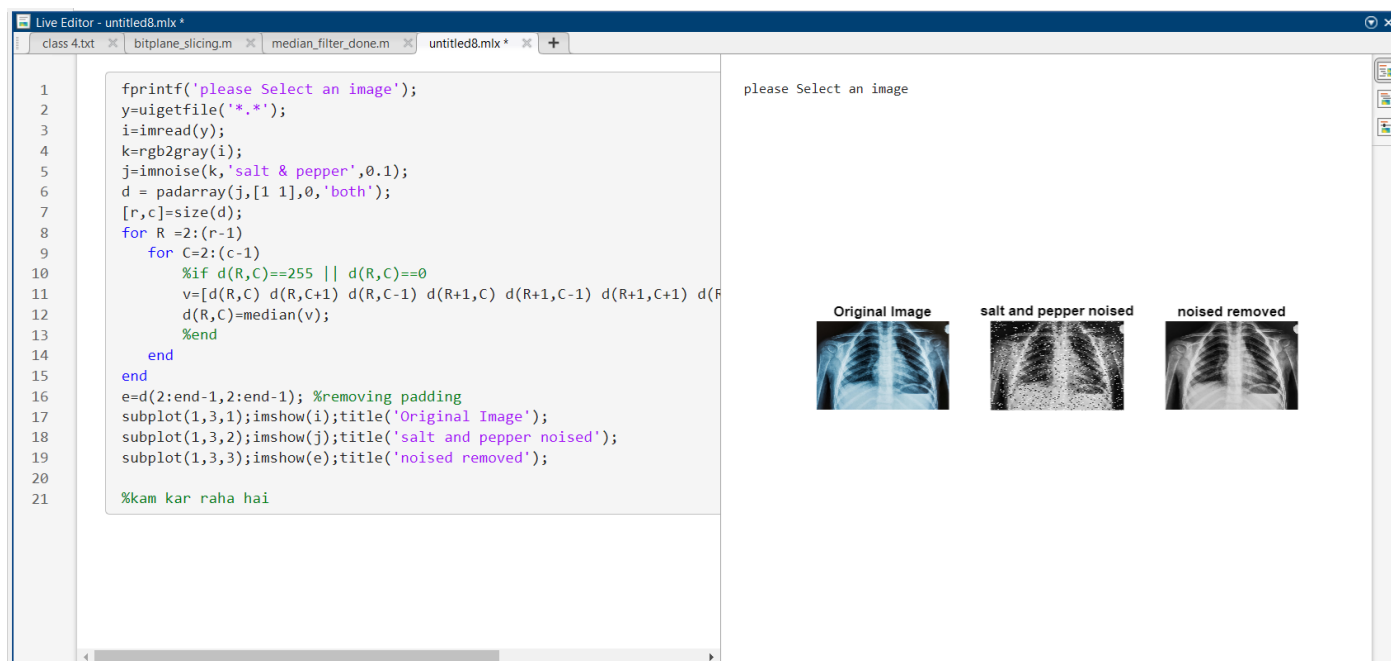 Live Editor - untitled8.mlx *
class 4.txt bitplane_slicing.m median_filter_done.m untitled8.mlx * +
1 fprintf('please Select an image');
2 y=uigetfile('*.*');
3 i=imread(y);
4 k=rgb2gray(i);
5 j=imnoise(k,'salt & pepper',0.1);
6 d = padarray(j,[1 1],0,'both');
7 [r,c]=size(d);
8 for R =2:(r-1)
9 for C=2:(c-1)
10 %if d(R,C)==255 || d(R,C)==0
11 v=[d(R,C) d(R,C+1) d(R,C-1) d(R+1,C) d(R+1,C-1) d(R+1,C+1) d(R
12 d(R,C)=median(v);
13 %end
14 end
15 end
16 e=d(2:end-1,2:end-1); %removing padding
17 subplot(1,3,1);imshow(i);title('Original Image');
18 subplot(1,3,2);imshow(j);title('salt and pepper noised');
19 subplot(1,3,3);imshow(e);title('noised removed');
20
21 %kam kar raha hai
please Select an image
Original Image
salt and pepper noised
noised removed